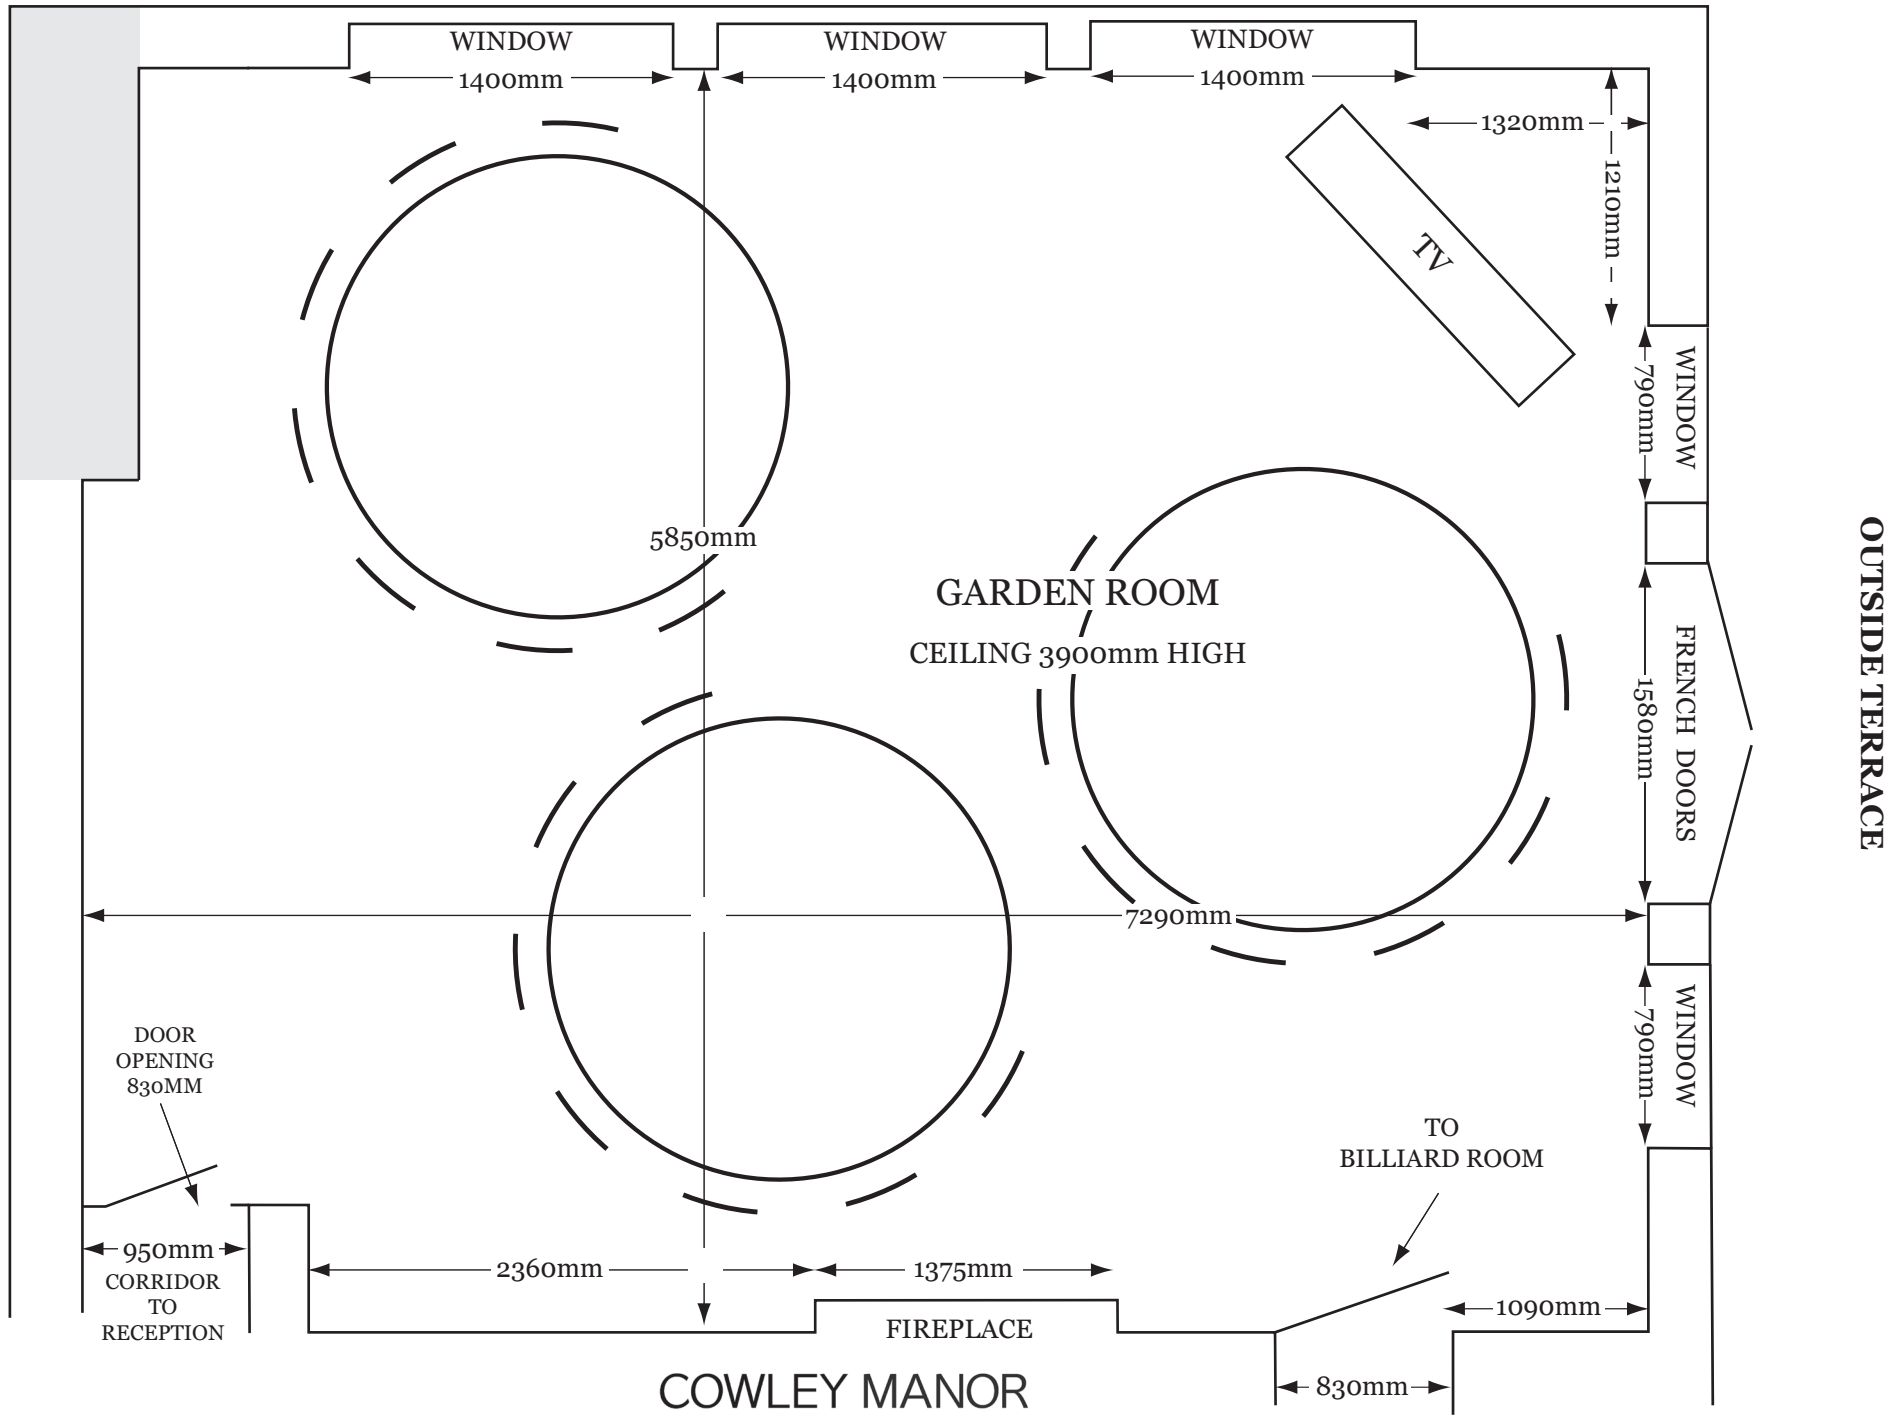 WINDOW
WINDOW
WINDOW
1400mm
1400mm
1400mm
1320mm
1210mm
TV
WINDOW
790mm
5850mm
GARDEN ROOM
CEILING 3900mm HIGH
FRENCH DOORS
1580mm
OUTSIDE TERRACE
7290mm
WINDOW
790mm
DOOR
OPENING
830MM
TO
BILLIARD ROOM
950mm
CORRIDOR
TO
RECEPTION
2360mm
1375mm
1090mm
FIREPLACE
830mm
COWLEY MANOR